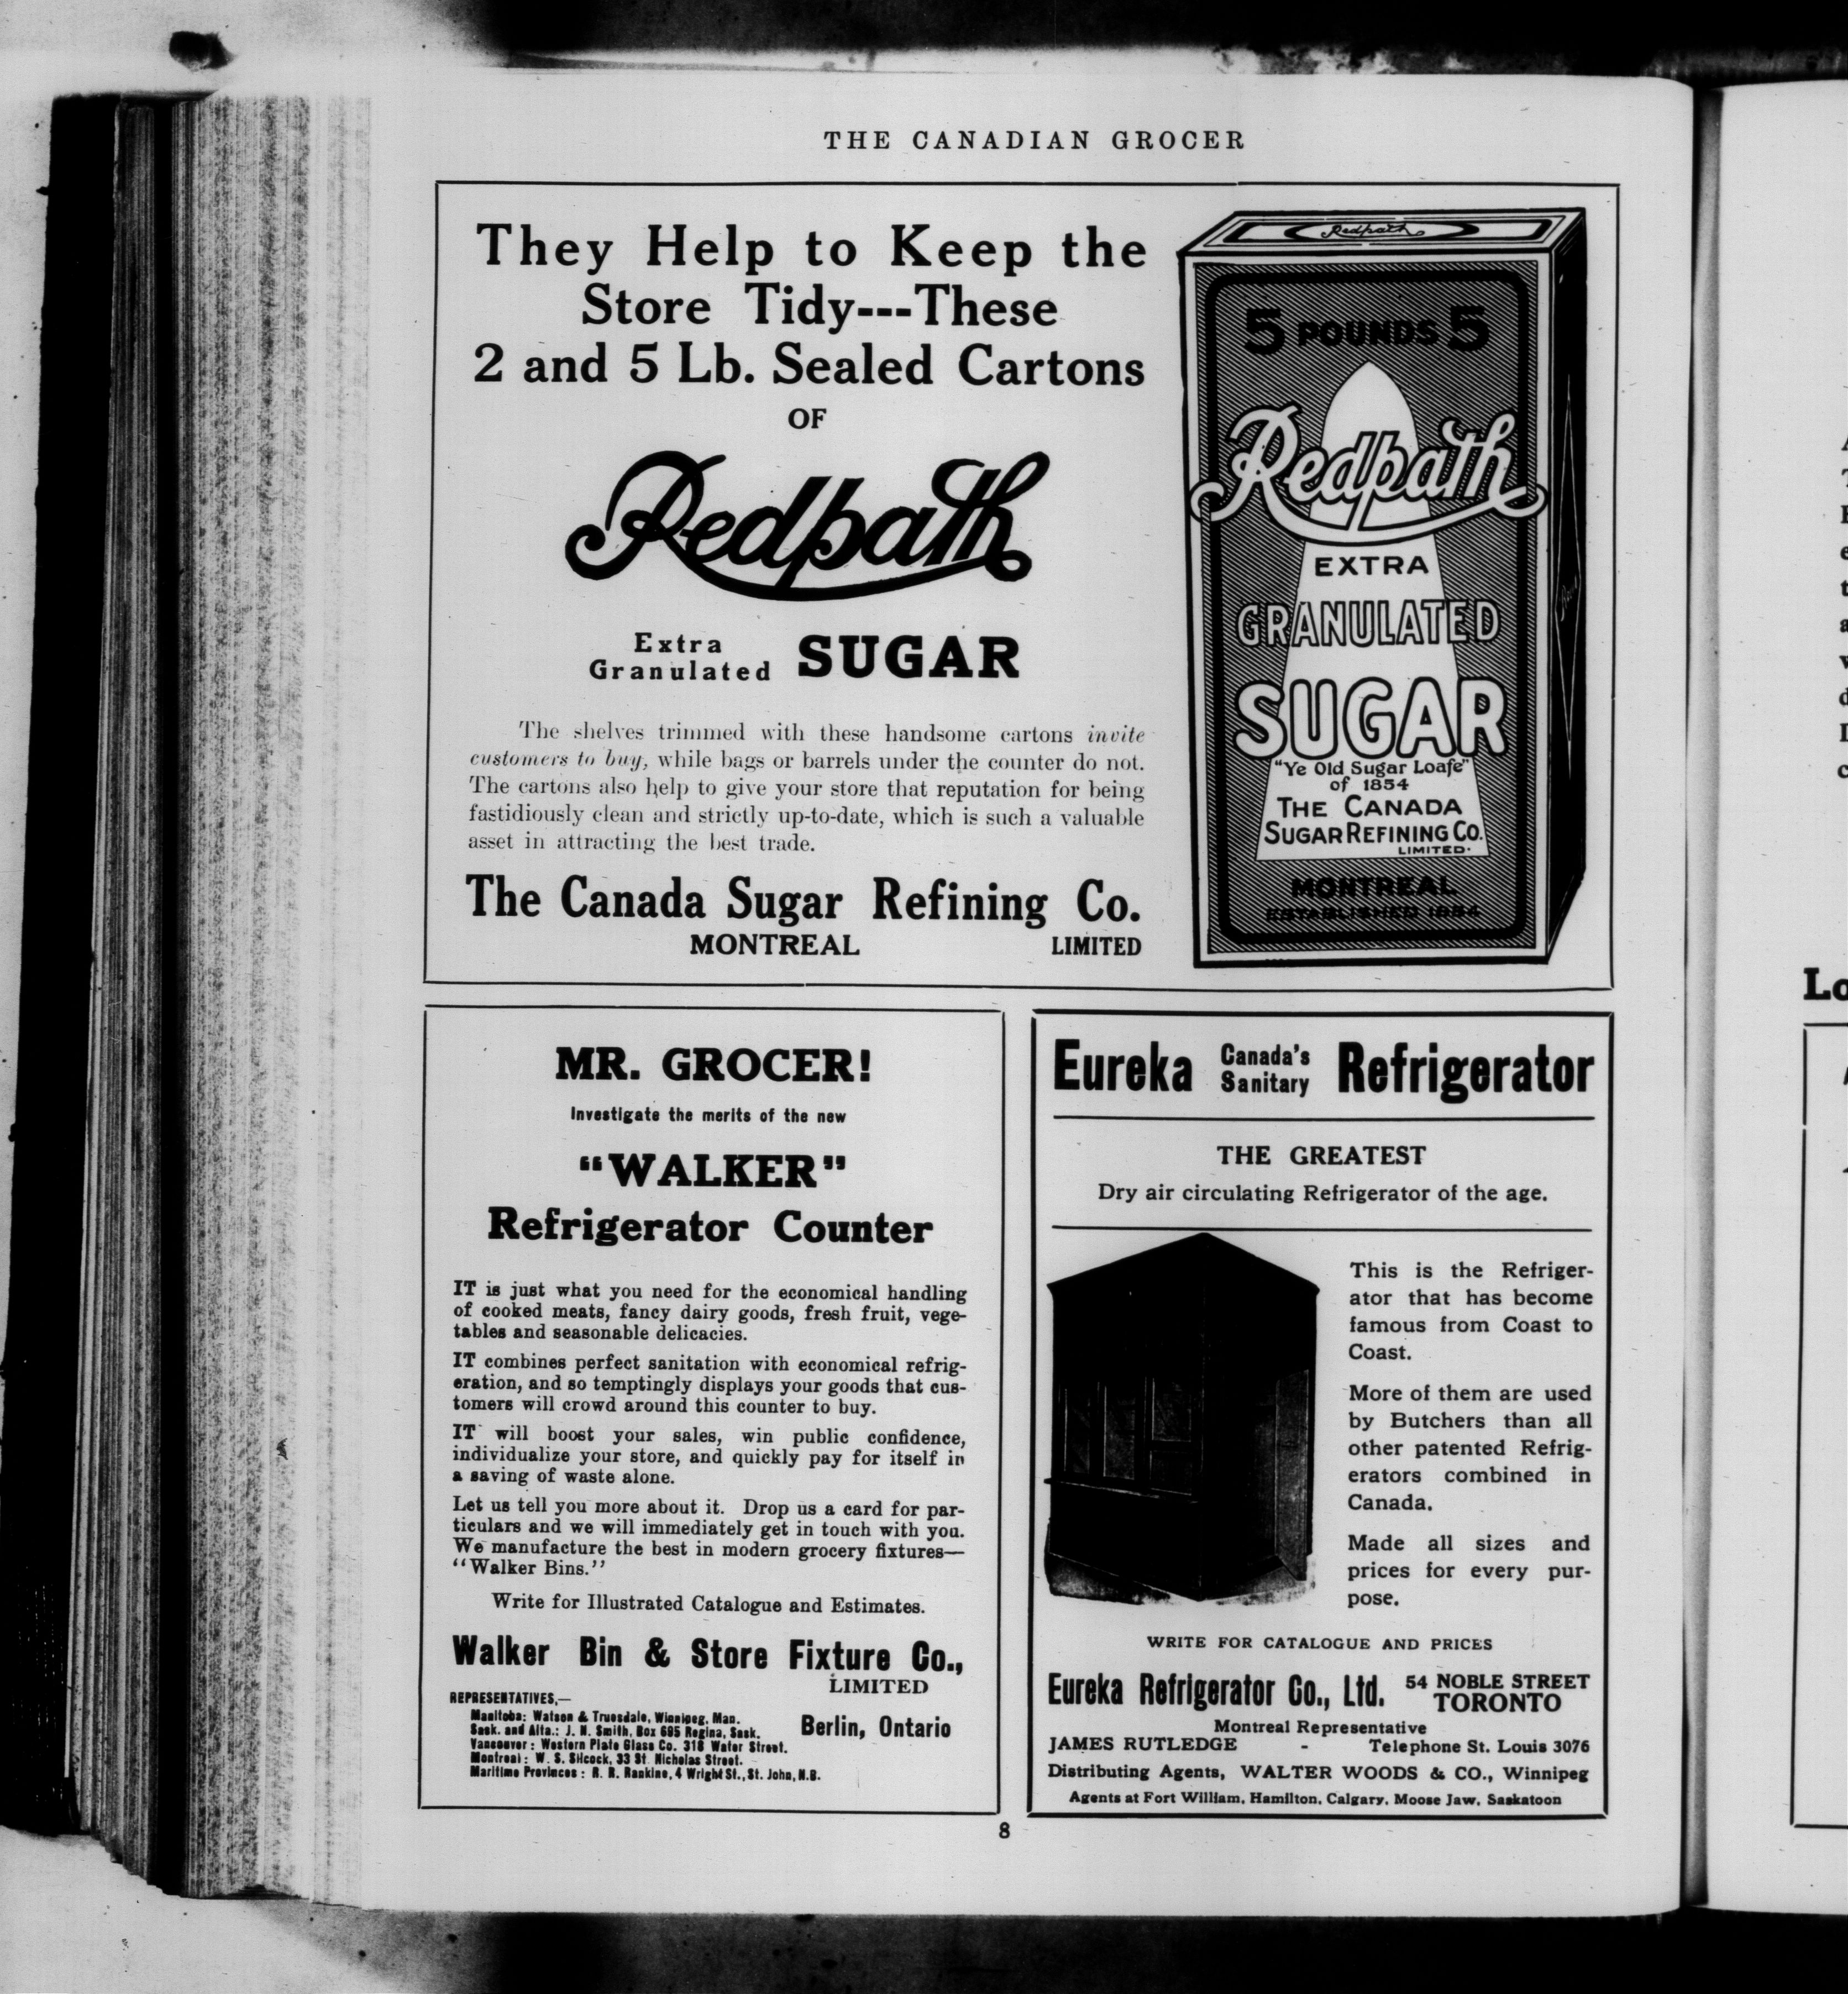 THE CANADIAN GROCER
They Help to Keep the
Store Tidy---These
2 and 5 Lb. Sealed Cartons
OF
Redpath
Extra
Granulated SUGAR
The shelves trimmed with these handsome cartons invite
customers to buy, while bags or barrels under the counter do not.
The cartons also help to give your store that reputation for being
fastidiously clean and strictly up-to-date, which is such a valuable
asset in attracting the best trade.
The Canada Sugar Refining Co.
MONTREAL LIMITED
Redpath
5 POUNDS 5
Redpath
EXTRA
GRANULATED
SUGAR
"Ye Old Sugar Loafe"
of 1854
THE CANADA
SUGAR REFINING CO.
LIMITED.
MONTREAL
ESTABLISHED 1854
MR. GROCER!
Investigate the merits of the new
"WALKER"
Refrigerator Counter
IT is just what you need for the economical handling
of cooked meats, fancy dairy goods, fresh fruit, vege-
tables and seasonable delicacies.
IT combines perfect sanitation with economical refrig-
eration, and so temptingly displays your goods that cus-
tomers will crowd around this counter to buy.
IT will boost your sales, win public confidence,
individualize your store, and quickly pay for itself in
a saving of waste alone.
Let us tell you more about it. Drop us a card for par-
ticulars and we will immediately get in touch with you.
We manufacture the best in modern grocery fixtures—
"Walker Bins."
Write for Illustrated Catalogue and Estimates.
Walker Bin & Store Fixture Co.,
LIMITED
Berlin, Ontario
REPRESENTATIVES,—
Manitoba: Watson & Truesdale, Winnipeg, Man.
Sask. and Alta.: J. N. Smith, Box 695 Regina, Sask.
Vancouver: Western Plate Glass Co. 318 Water Street.
Montreal: W. S. Silcock, 33 St. Nicholas Street.
Maritime Provinces: R. R. Rankine, 4 Wright St., St. John, N.B.
Eureka Canada's
Sanitary Refrigerator
THE GREATEST
Dry air circulating Refrigerator of the age.
This is the Refriger-
ator that has become
famous from Coast to
Coast.
More of them are used
by Butchers than all
other patented Refrig-
erators combined in
Canada.
Made all sizes and
prices for every pur-
pose.
WRITE FOR CATALOGUE AND PRICES
Eureka Refrigerator Co., Ltd. 54 NOBLE STREET
TORONTO
Montreal Representative
JAMES RUTLEDGE - Telephone St. Louis 3076
Distributing Agents, WALTER WOODS & CO., Winnipeg
Agents at Fort William, Hamilton, Calgary, Moose Jaw, Saskatoon
8